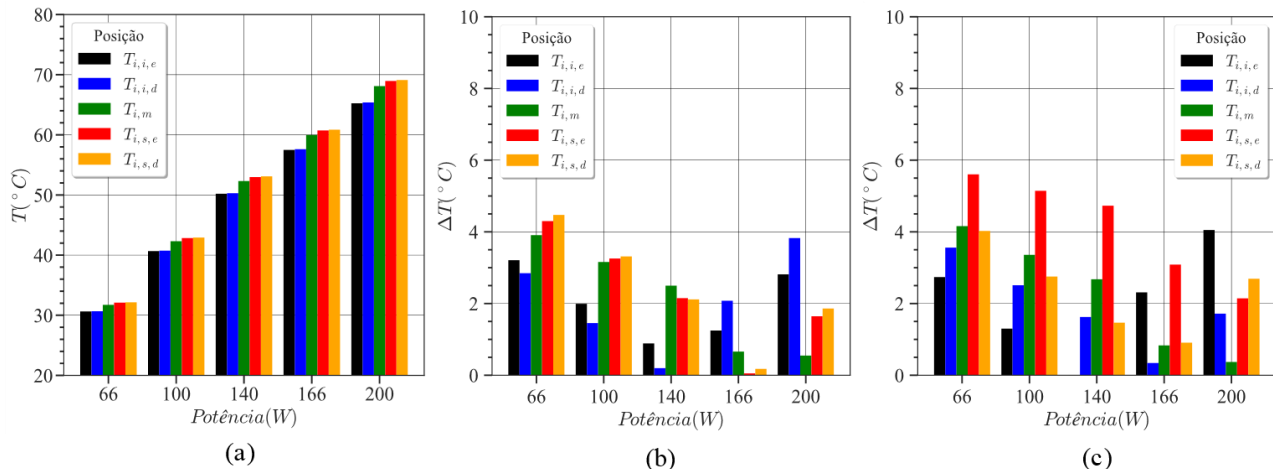 80
70
60
50
40
30
20
T(°C)
Posição
T_{i,i,e}
T_{i,i,d}
T_{i,m}
T_{i,s,e}
T_{i,s,d}
66 100 140 166 200
Potência(W)
(a)
10
8
6
4
2
0
ΔT(°C)
Posição
T_{i,i,e}
T_{i,i,d}
T_{i,m}
T_{i,s,e}
T_{i,s,d}
66 100 140 166 200
Potência(W)
(b)
10
8
6
4
2
0
ΔT(°C)
Posição
T_{i,i,e}
T_{i,i,d}
T_{i,m}
T_{i,s,e}
T_{i,s,d}
66 100 140 166 200
Potência(W)
(c)